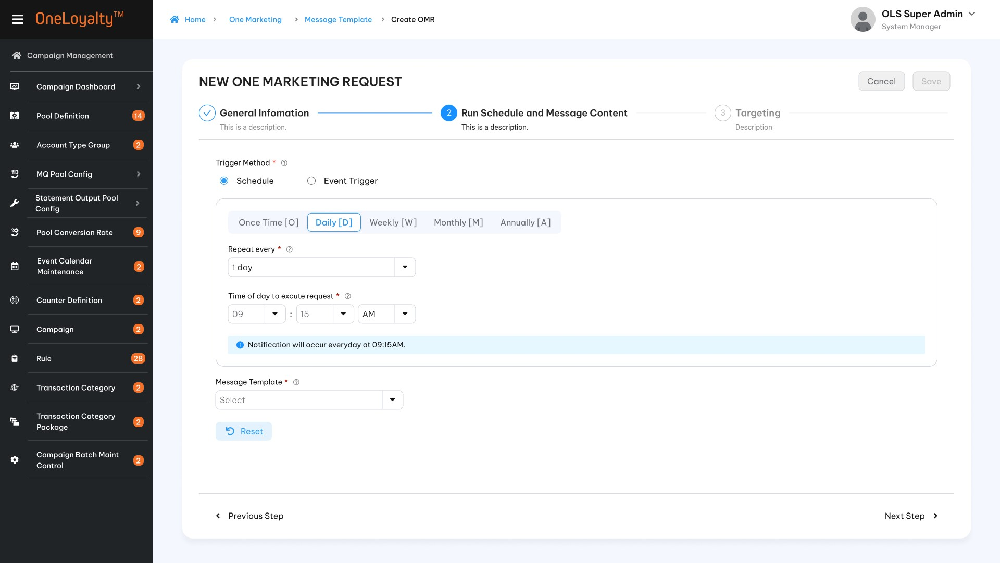 OneLoyalty™
Home > One Marketing > Message Template > Create OMR
OLS Super Admin
System Manager
Campaign Management
Campaign Dashboard
Pool Definition 14
Account Type Group 2
MQ Pool Config
Statement Output Pool
Config
Pool Conversion Rate 9
Event Calendar
Maintenance 2
Counter Definition 2
Campaign 2
Rule 28
Transaction Category 2
Transaction Category
Package 2
Campaign Batch Maint
Control 2
NEW ONE MARKETING REQUEST
Cancel Save
General Infomation
This is a description.
2 Run Schedule and Message Content
This is a description.
3 Targeting
Description
Trigger Method * ?
Schedule Event Trigger
Once Time [O] Daily [D] Weekly [W] Monthly [M] Annually [A]
Repeat every * ?
1 day
Time of day to excute request * ?
09 : 15 AM
Notification will occur everyday at 09:15AM.
Message Template * ?
Select
Reset
Previous Step Next Step